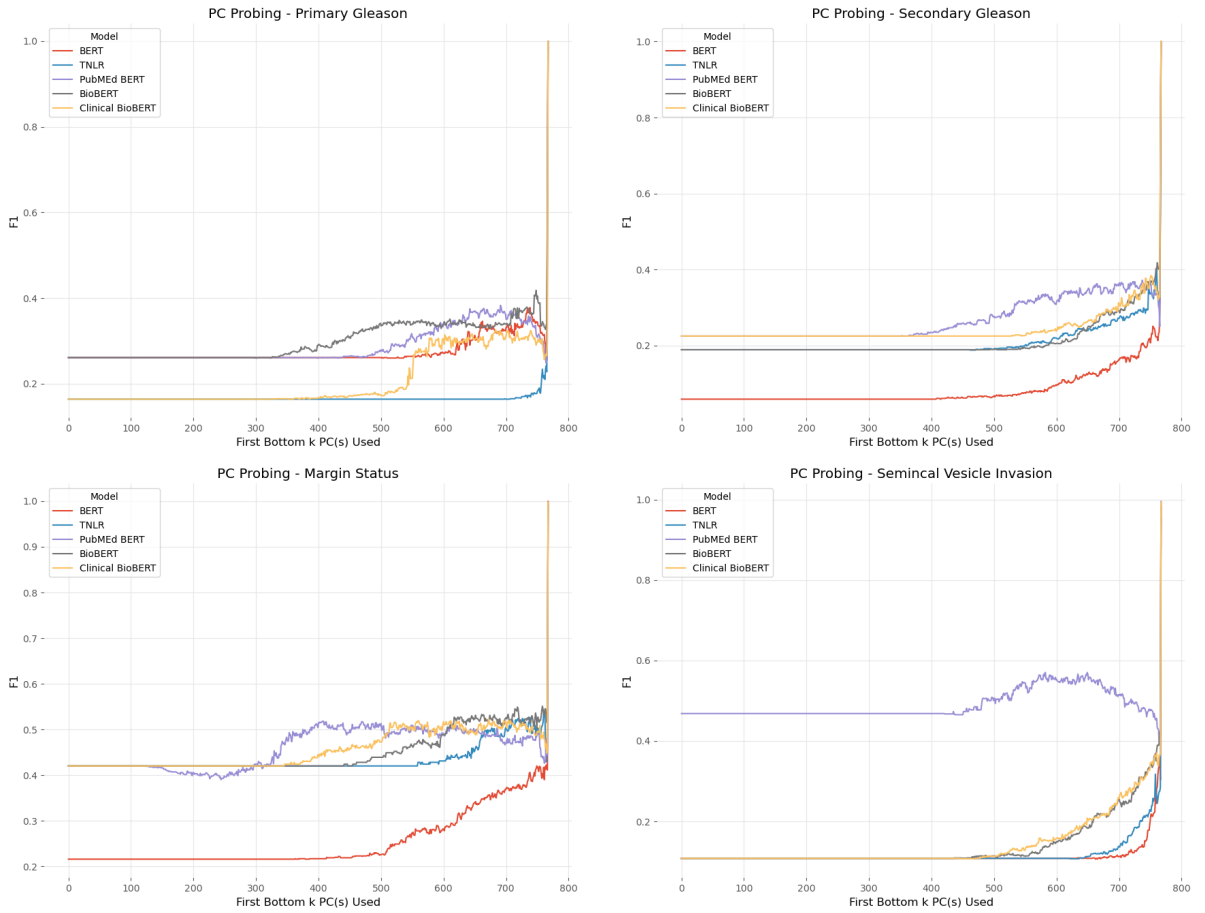 PC Probing - Primary Gleason
Model
BERT
TNLR
PubMEd BERT
BioBERT
Clinical BioBERT
F1
1.0
0.8
0.6
0.4
0.2
0 100 200 300 400 500 600 700 800
First Bottom k PC(s) Used
PC Probing - Secondary Gleason
Model
BERT
TNLR
PubMEd BERT
BioBERT
Clinical BioBERT
F1
1.0
0.8
0.6
0.4
0.2
0 100 200 300 400 500 600 700 800
First Bottom k PC(s) Used
PC Probing - Margin Status
Model
BERT
TNLR
PubMEd BERT
BioBERT
Clinical BioBERT
F1
1.0
0.9
0.8
0.7
0.6
0.5
0.4
0.3
0.2
0 100 200 300 400 500 600 700 800
First Bottom k PC(s) Used
PC Probing - Semincal Vesicle Invasion
Model
BERT
TNLR
PubMEd BERT
BioBERT
Clinical BioBERT
F1
1.0
0.8
0.6
0.4
0.2
0 100 200 300 400 500 600 700 800
First Bottom k PC(s) Used